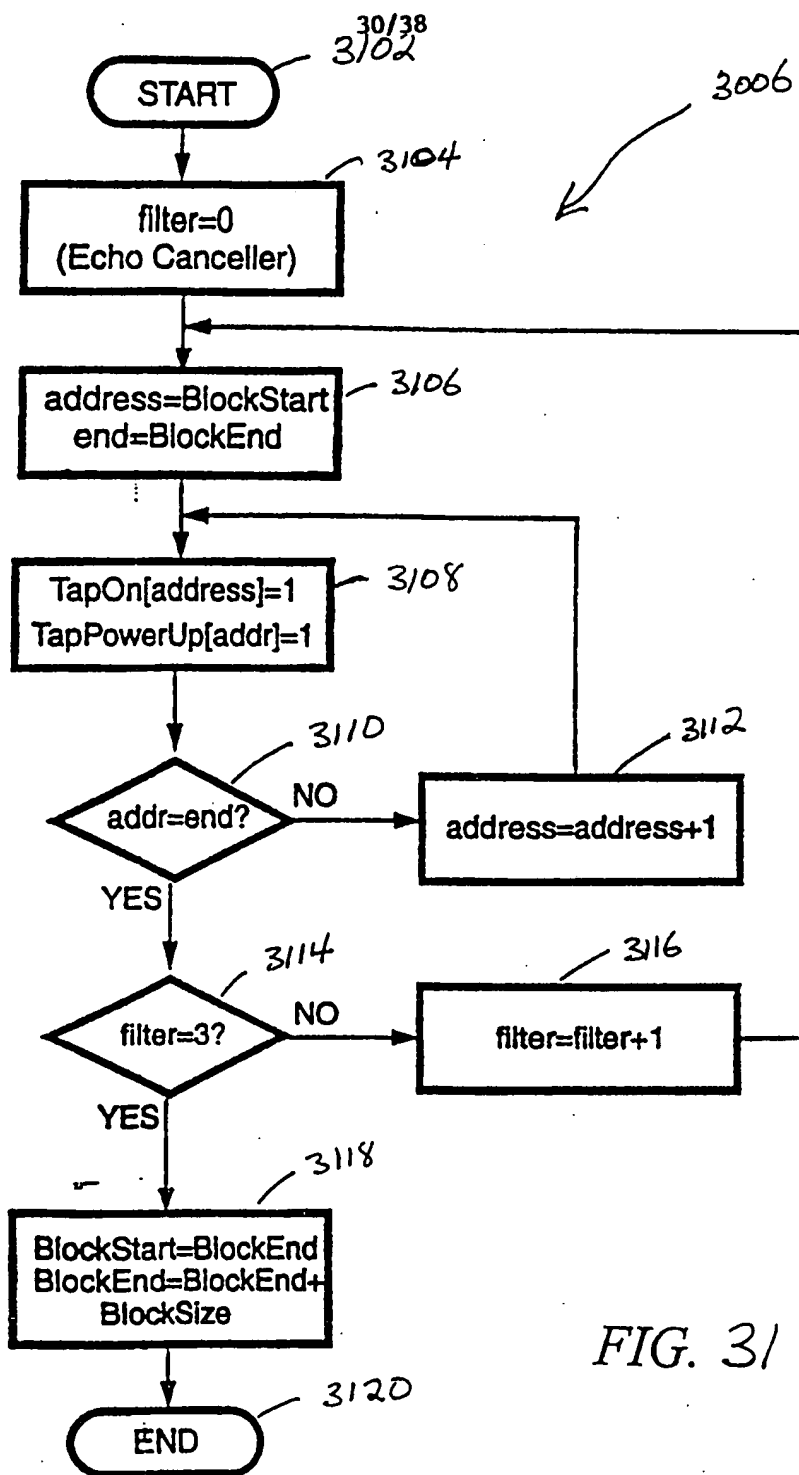 30/38
3102
START
3006
3104
filter=0
(Echo Canceller)
3106
address=BlockStart
end=BlockEnd
3108
TapOn[address]=1
TapPowerUp[addr]=1
3110
addr=end?
NO
3112
address=address+1
YES
3114
filter=3?
NO
3116
filter=filter+1
YES
3118
BlockStart=BlockEnd
BlockEnd=BlockEnd+
BlockSize
FIG. 31
3120
END